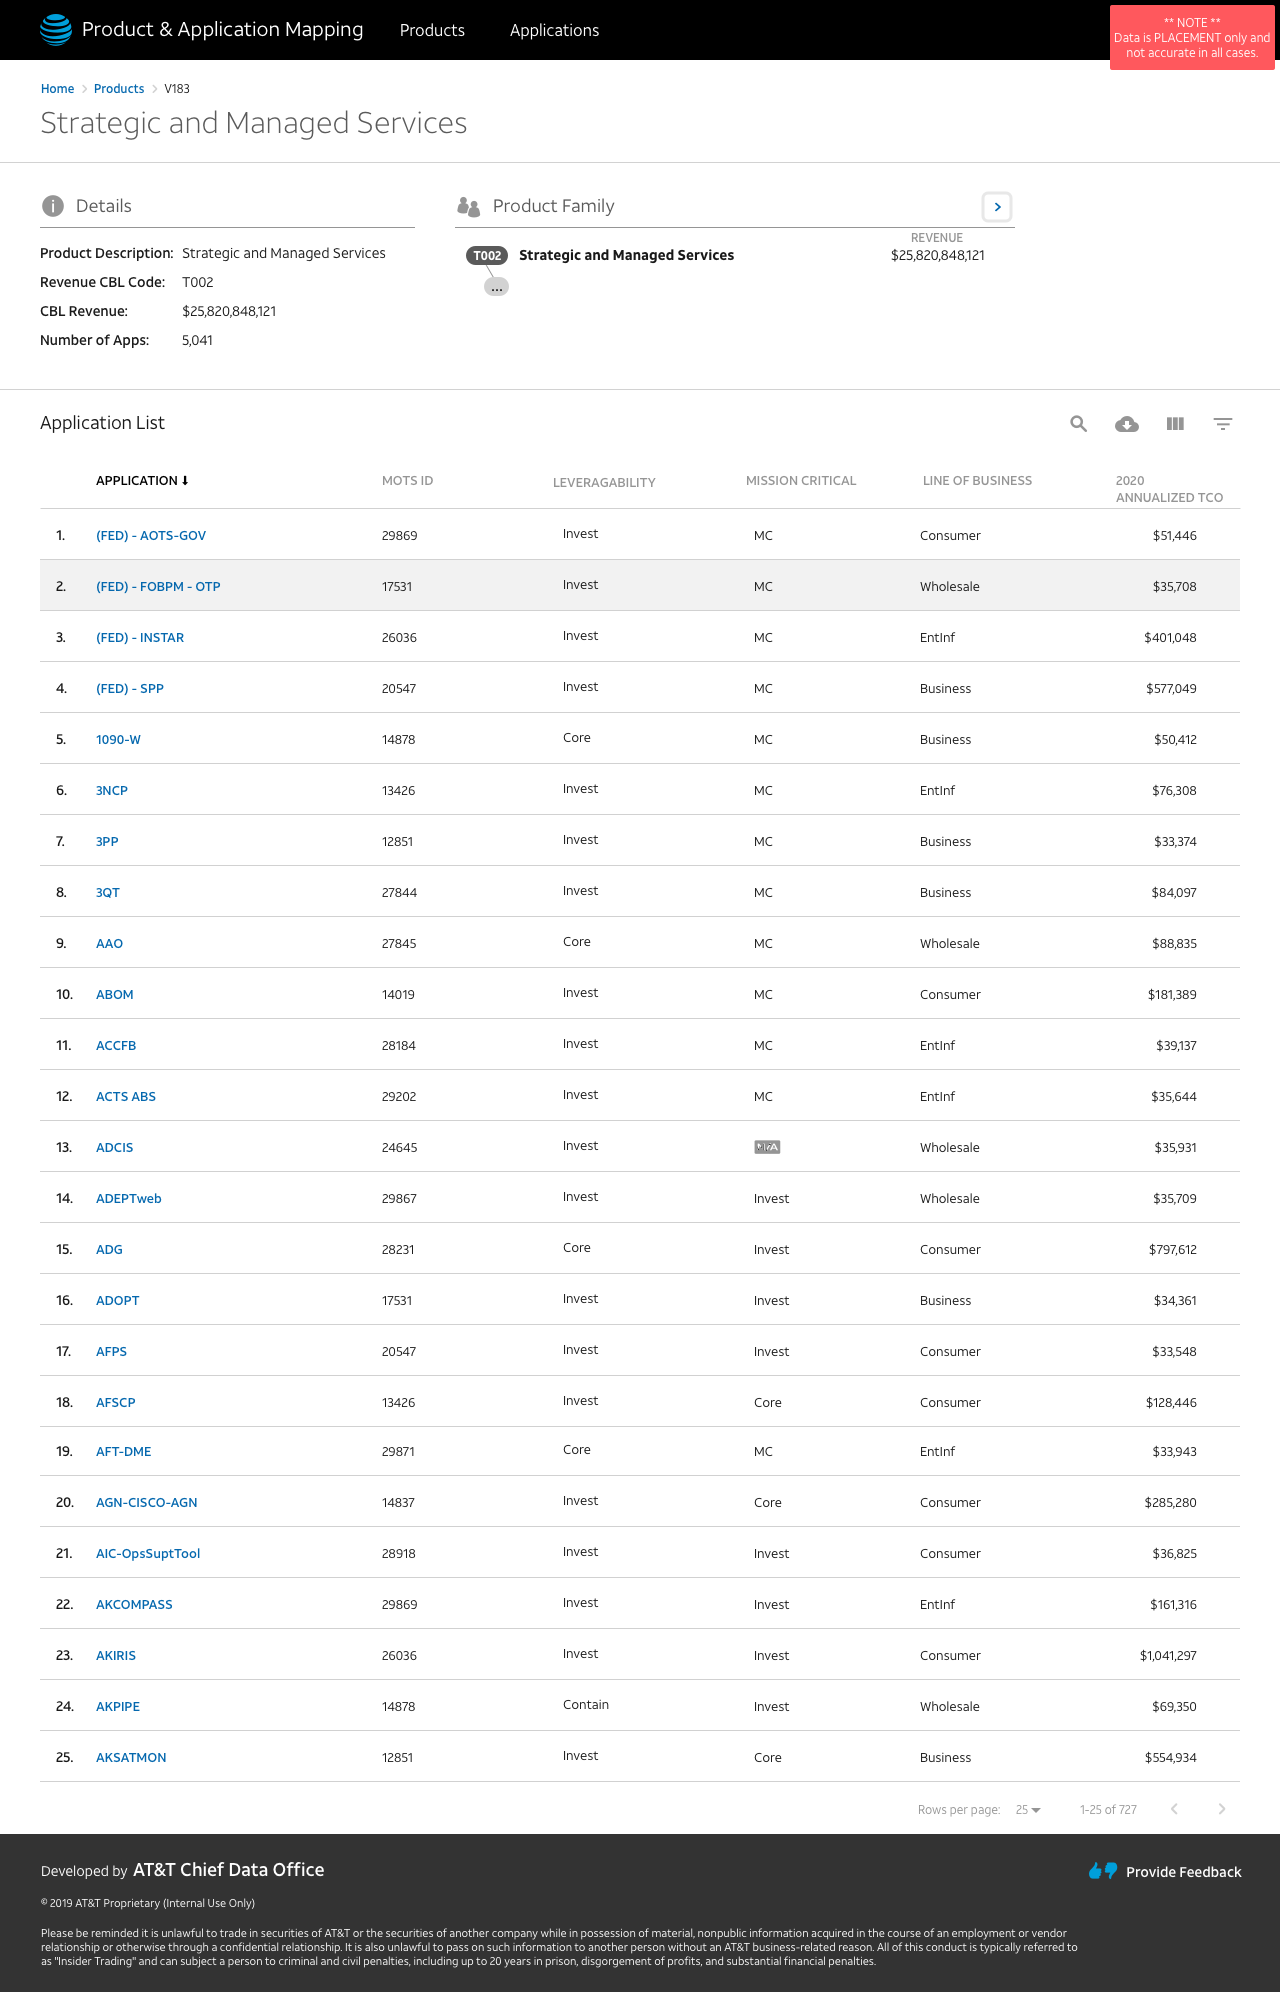 Product & Application Mapping
Products
Applications
** NOTE **
Data is PLACEMENT only and
not accurate in all cases.
Home > Products > V183
Strategic and Managed Services
Details
Product Description: Strategic and Managed Services
Revenue CBL Code: T002
CBL Revenue: $25,820,848,121
Number of Apps: 5,041
Product Family
REVENUE
T002 Strategic and Managed Services $25,820,848,121
...
Application List
APPLICATION MOTS ID LEVERAGABILITY MISSION CRITICAL LINE OF BUSINESS 2020
ANNUALIZED TCO
1. (FED) - AOTS-GOV 29869 Invest MC Consumer $51,446
2. (FED) - FOBPM - OTP 17531 Invest MC Wholesale $35,708
3. (FED) - INSTAR 26036 Invest MC EntInf $401,048
4. (FED) - SPP 20547 Invest MC Business $577,049
5. 1090-W 14878 Core MC Business $50,412
6. 3NCP 13426 Invest MC EntInf $76,308
7. 3PP 12851 Invest MC Business $33,374
8. 3QT 27844 Invest MC Business $84,097
9. AAO 27845 Core MC Wholesale $88,835
10. ABOM 14019 Invest MC Consumer $181,389
11. ACCFB 28184 Invest MC EntInf $39,137
12. ACTS ABS 29202 Invest MC EntInf $35,644
13. ADCIS 24645 Invest Wholesale $35,931
14. ADEPTweb 29867 Invest Invest Wholesale $35,709
15. ADG 28231 Core Invest Consumer $797,612
16. ADOPT 17531 Invest Invest Business $34,361
17. AFPS 20547 Invest Invest Consumer $33,548
18. AFSCP 13426 Invest Core Consumer $128,446
19. AFT-DME 29871 Core MC EntInf $33,943
20. AGN-CISCO-AGN 14837 Invest Core Consumer $285,280
21. AIC-OpsSuptTool 28918 Invest Invest Consumer $36,825
22. AKCOMPASS 29869 Invest Invest EntInf $161,316
23. AKIRIS 26036 Invest Invest Consumer $1,041,297
24. AKPIPE 14878 Contain Invest Wholesale $69,350
25. AKSATMON 12851 Invest Core Business $554,934
Rows per page: 25 1-25 of 727
Developed by AT&T Chief Data Office
Provide Feedback
© 2019 AT&T Proprietary (Internal Use Only)
Please be reminded it is unlawful to trade in securities of AT&T or the securities of another company while in possession of material, nonpublic information acquired in the course of an employment or vendor
relationship or otherwise through a confidential relationship. It is also unlawful to pass on such information to another person without an AT&T business-related reason. All of this conduct is typically referred to
as "Insider Trading" and can subject a person to criminal and civil penalties, including up to 20 years in prison, disgorgement of profits, and substantial financial penalties.